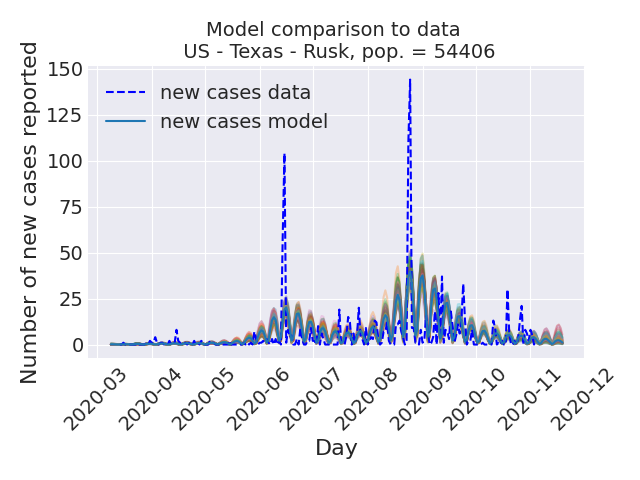 Model comparison to data
US - Texas - Rusk, pop. = 54406
Number of new cases reported
150
125
100
75
50
25
0
new cases data
new cases model
2020-03
2020-04
2020-05
2020-06
2020-07
2020-08
2020-09
2020-10
2020-11
2020-12
Day